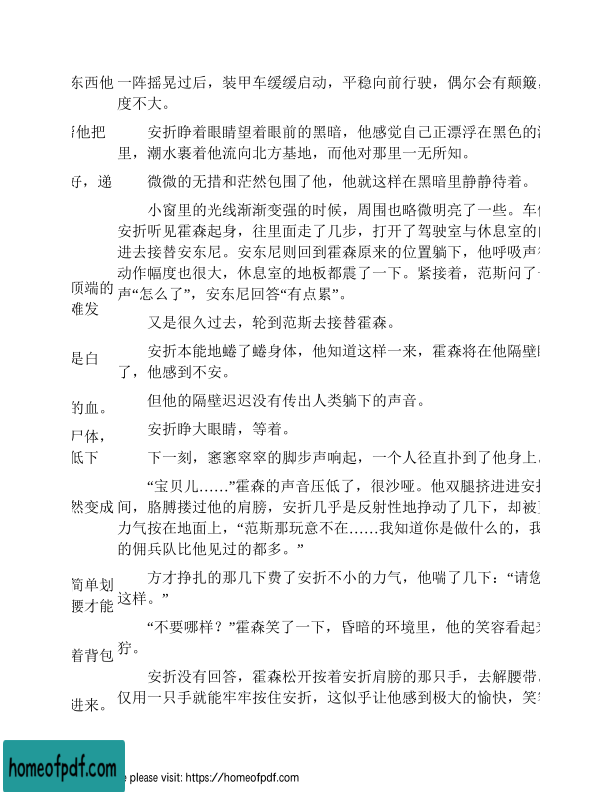 东西他
他把
，递
顶端的
难发
是白
的血。
尸体，
低下
然变成
简单划
腰才能
着背包
进来。
一阵摇晃过后，装甲车缓缓启动，平稳向前行驶，偶尔会有颠簸，
度不大。
安折睁着眼睛望着眼前的黑暗，他感觉自己正漂浮在黑色的
里，潮水裹着他流向北方基地，而他对那里一无所知。
微微的无措和茫然包围了他，他就这样在黑暗里静静待着。
小窗里的光线渐渐变强的时候，周围也略微明亮了一些。车
安折听见霍森起身，往里面走了几步，打开了驾驶室与休息室的
进去接替安东尼。安东尼则回到霍森原来的位置躺下，他呼吸声
动作幅度也很大，休息室的地板都震了一下。紧接着，范斯问了
声“怎么了”，安东尼回答“有点累”。
又是很久过去，轮到范斯去接替霍森。
安折本能地蜷了蜷身体，他知道这样一来，霍森将在他隔壁
了，他感到不安。
但他的隔壁迟迟没有传出人类躺下的声音。
安折睁大眼睛，等着。
下一刻，窸窸窣窣的脚步声响起，一个人径直扑到了他身上。
“宝贝儿……”霍森的声音压低了，很沙哑。他双腿挤进进安
间，胳膊搂过他的肩膀，安折几乎是反射性地挣动了几下，却被
力气按在地面上，“范斯那玩意不在……我知道你是做什么的，我
的佣兵队比他见过的都多。”
方才挣扎的那几下费了安折不小的力气，他喘了几下：“请您
这样。”
“不要哪样？”霍森笑了一下，昏暗的环境里，他的笑容看起
狞。
安折没有回答，霍森松开按着安折肩膀的那只手，去解腰带。
仅用一只手就能牢牢按住安折，这似乎让他感到极大的愉快，笑
homeofpdf.com
e please visit: https://homeofpdf.com